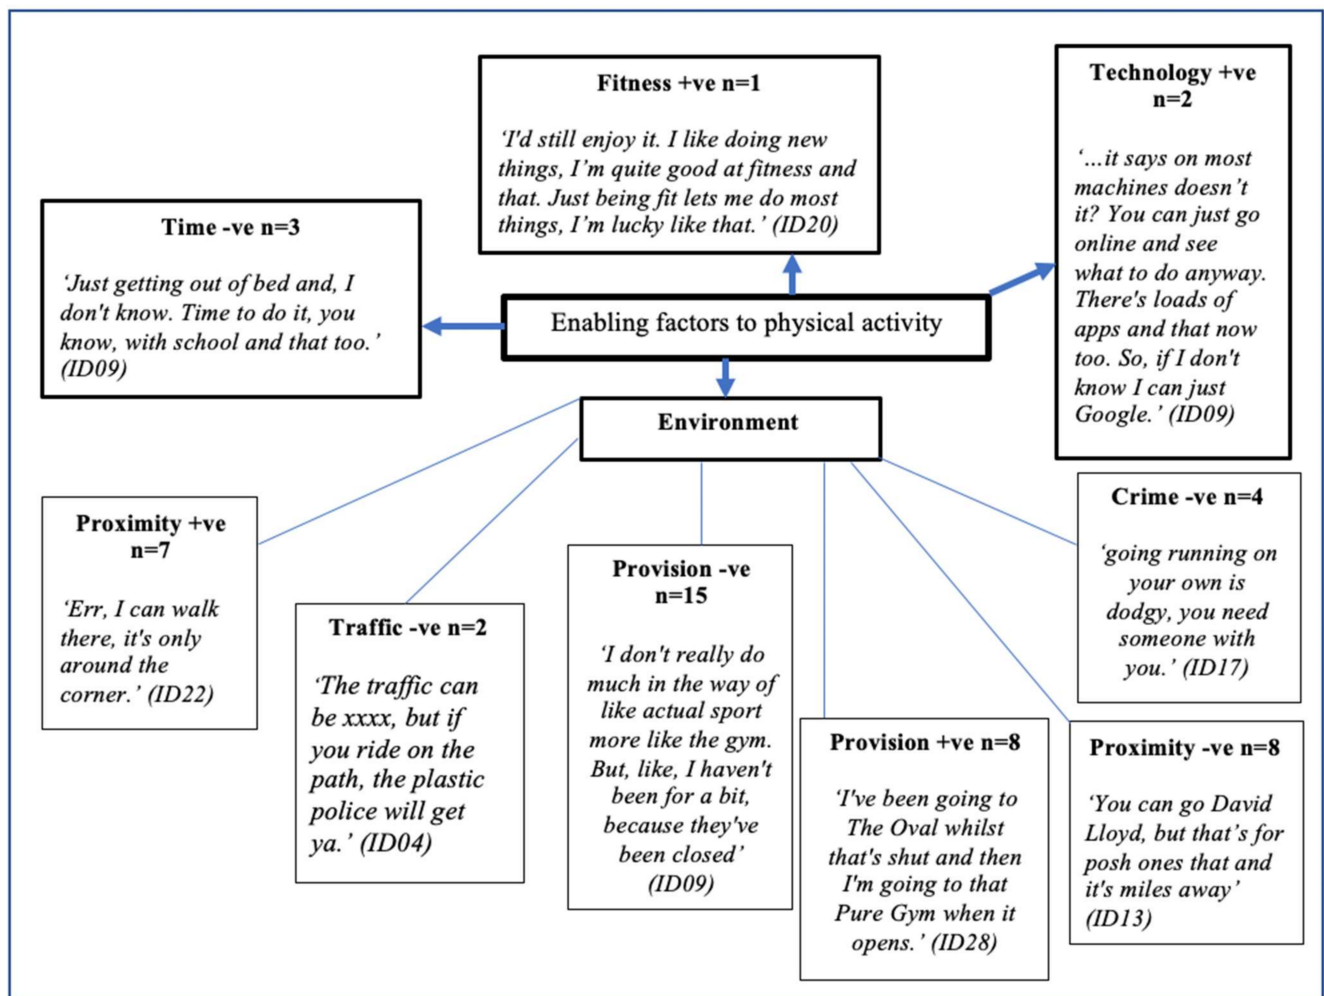 Fitness +ve n=1
‘I'd still enjoy it. I like doing new
things, I’m quite good at fitness and
that. Just being fit lets me do most
things, I’m lucky like that.’ (ID20)
Technology +ve
n=2
‘…it says on most
machines doesn’t
it? You can just go
online and see
what to do anyway.
There's loads of
apps and that now
too. So, if I don't
know I can just
Google.’ (ID09)
Time -ve n=3
‘Just getting out of bed and, I
don't know. Time to do it, you
know, with school and that too.’
(ID09)
Enabling factors to physical activity
Environment
Proximity +ve
n=7
‘Err, I can walk
there, it's only
around the
corner.’ (ID22)
Traffic -ve n=2
‘The traffic can
be xxxx, but if
you ride on the
path, the plastic
police will get
ya.’ (ID04)
Provision -ve
n=15
‘I don't really do
much in the way of
like actual sport
more like the gym.
But, like, I haven't
been for a bit,
because they've
been closed’
(ID09)
Provision +ve n=8
‘I've been going to
The Oval whilst
that's shut and then
I'm going to that
Pure Gym when it
opens.’ (ID28)
Crime -ve n=4
‘going running on
your own is
dodgy, you need
someone with
you.’ (ID17)
Proximity -ve n=8
‘You can go David
Lloyd, but that’s for
posh ones that and
it's miles away’
(ID13)